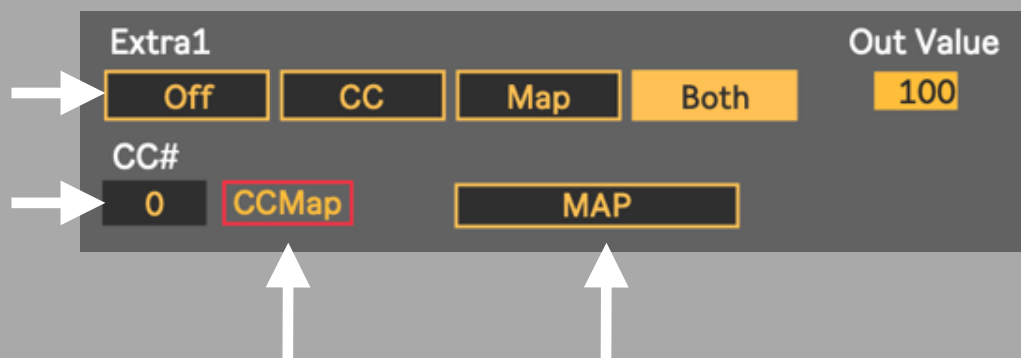 Extra1 Out Value
Off CC Map Both 100
CC#
0 CCMap MAP